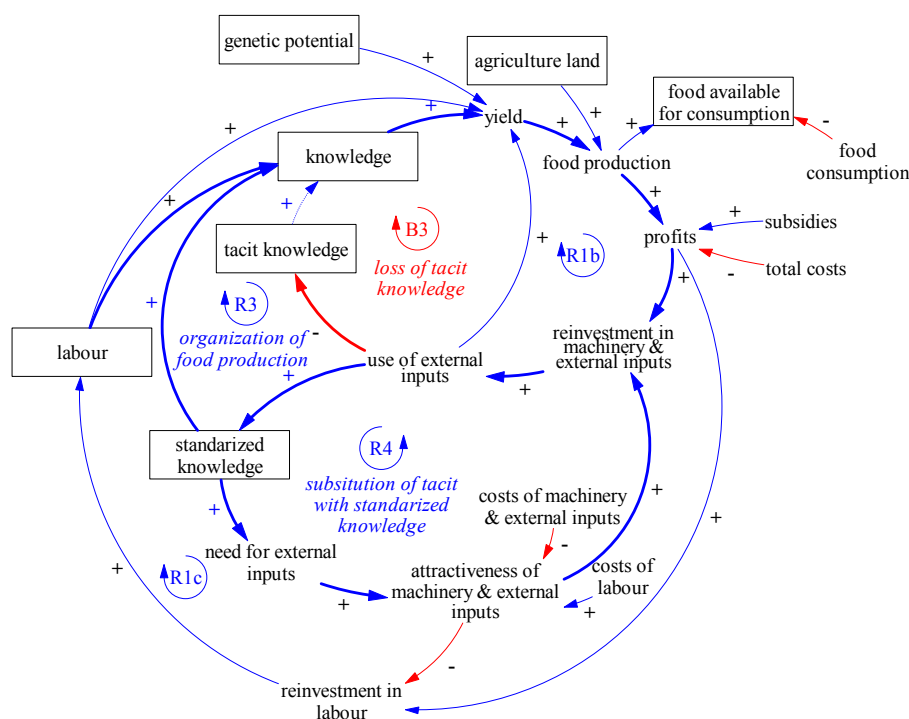 genetic potential
+
agriculture land
+
+
+
yield
+
+
food available
for consumption
+
-
food
consumption
knowledge
food production
+
+
tacit knowledge
B3
loss of tacit
knowledge
+
R1b
profits
+
subsidies
-
total costs
+
+
R3
organization of
food production
-
labour
use of external
inputs
+
reinvestment in
machinery &
external inputs
+
standarized
knowledge
R4
subsitution of tacit
with standarized
knowledge
+
costs of machinery
& external inputs
+
+
need for external
inputs
-
costs of
labour
+
R1c
+
attractiveness of
machinery & external
inputs
+
-
reinvestment in
labour